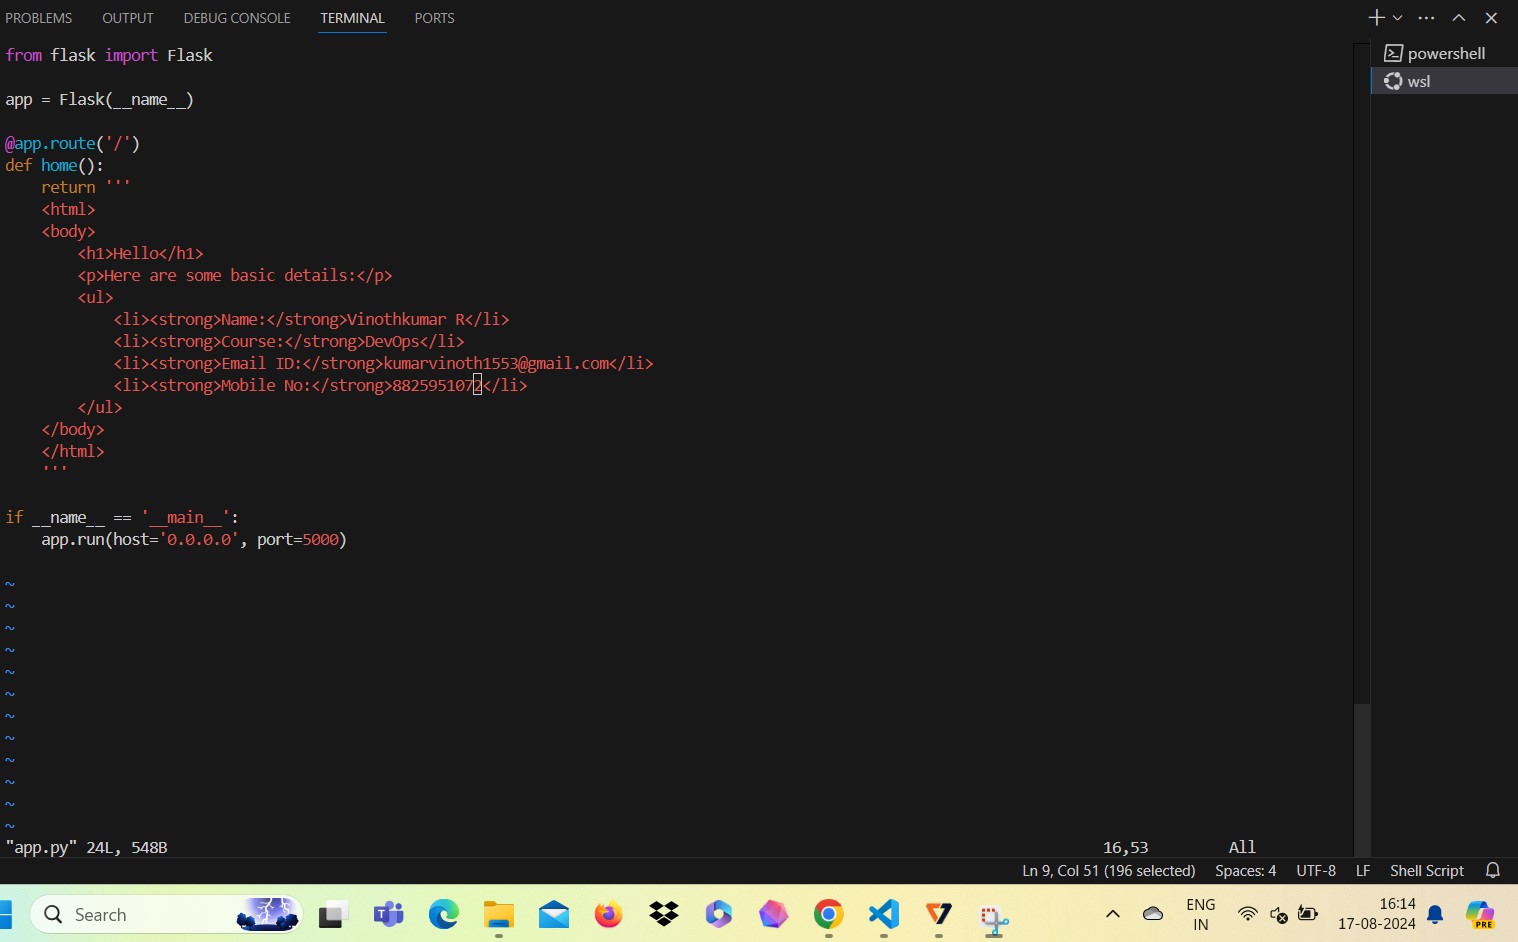 PROBLEMS OUTPUT DEBUG CONSOLE TERMINAL PORTS
from flask import Flask
app = Flask(__name__)
@app.route('/')
def home():
    return '''
    <html>
    <body>
        <h1>Hello</h1>
        <p>Here are some basic details:</p>
        <ul>
            <li><strong>Name:</strong>Vinothkumar R</li>
            <li><strong>Course:</strong>DevOps</li>
            <li><strong>Email ID:</strong>kumarvinoth1553@gmail.com</li>
            <li><strong>Mobile No:</strong>8825951072</li>
        </ul>
    </body>
    </html>
    '''
if __name__ == '__main__':
    app.run(host='0.0.0.0', port=5000)
~
~
~
~
~
~
~
~
~
~
~
~
"app.py" 24L, 548B 16,53 All
powershell
wsl
Ln 9, Col 51 (196 selected) Spaces: 4 UTF-8 LF Shell Script
Search
PRE
ENG
IN
16:14
17-08-2024